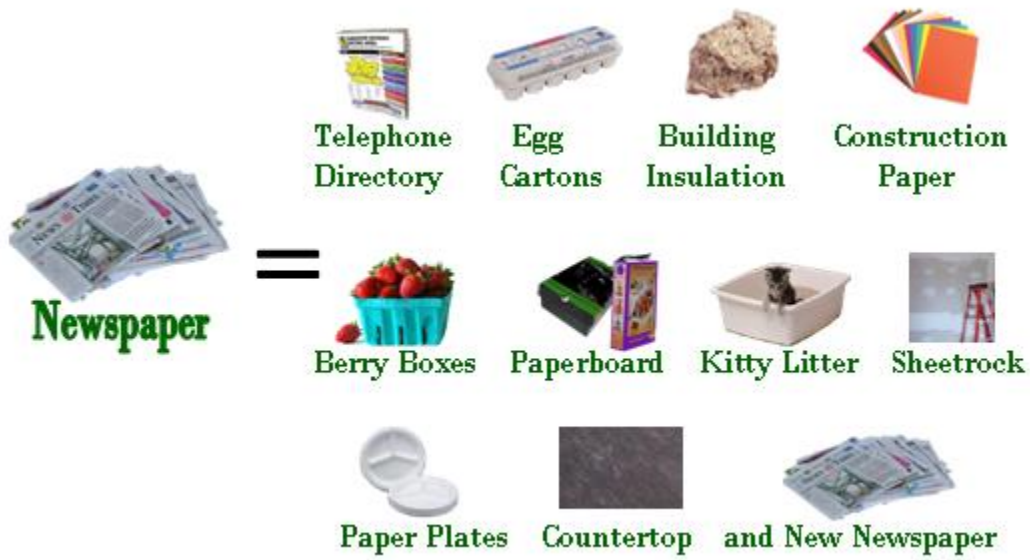 Telephone Directory
Egg Cartons
Building Insulation
Construction Paper
Newspaper
=
Berry Boxes
Paperboard
Kitty Litter
Sheetrock
Paper Plates
Countertop
and New Newspaper